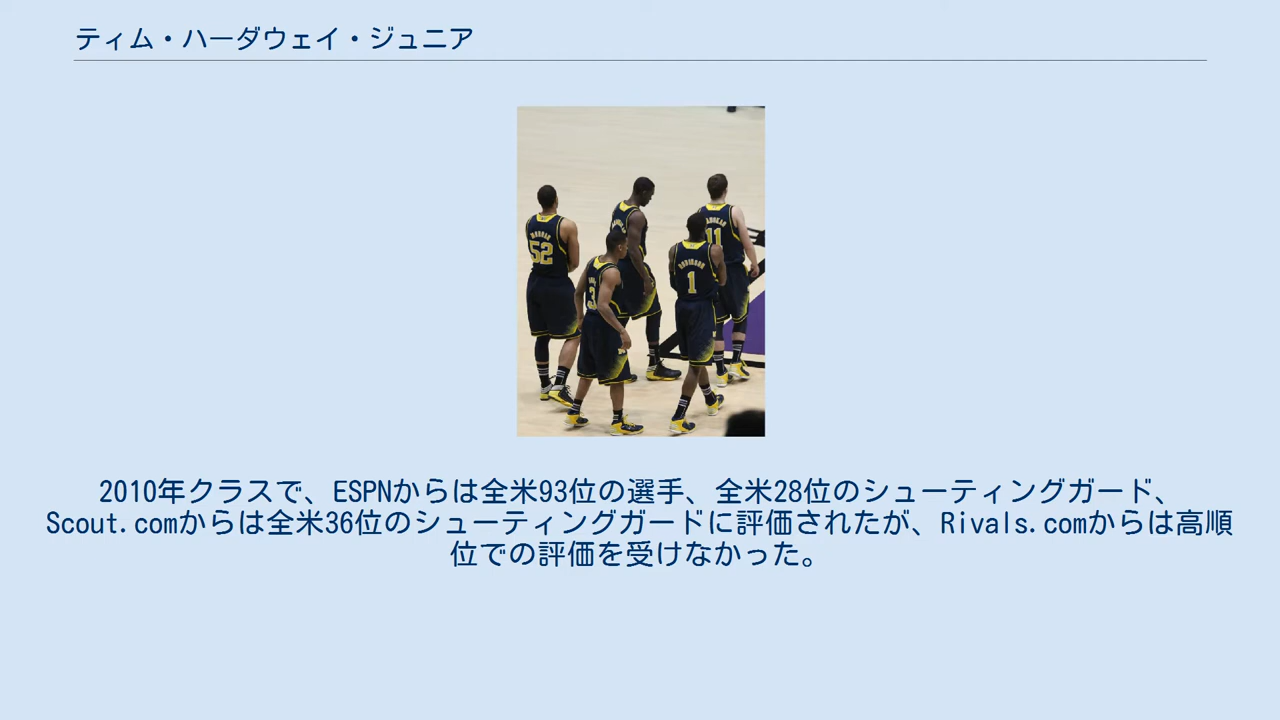 ティム・ハーダウェイ・ジュニア
52
11
1
3
2010年クラスで、ESPNからは全米93位の選手、全米28位のシューティングガード、
Scout.comからは全米36位のシューティングガードに評価されたが、Rivals.comからは高順
位での評価を受けなかった。